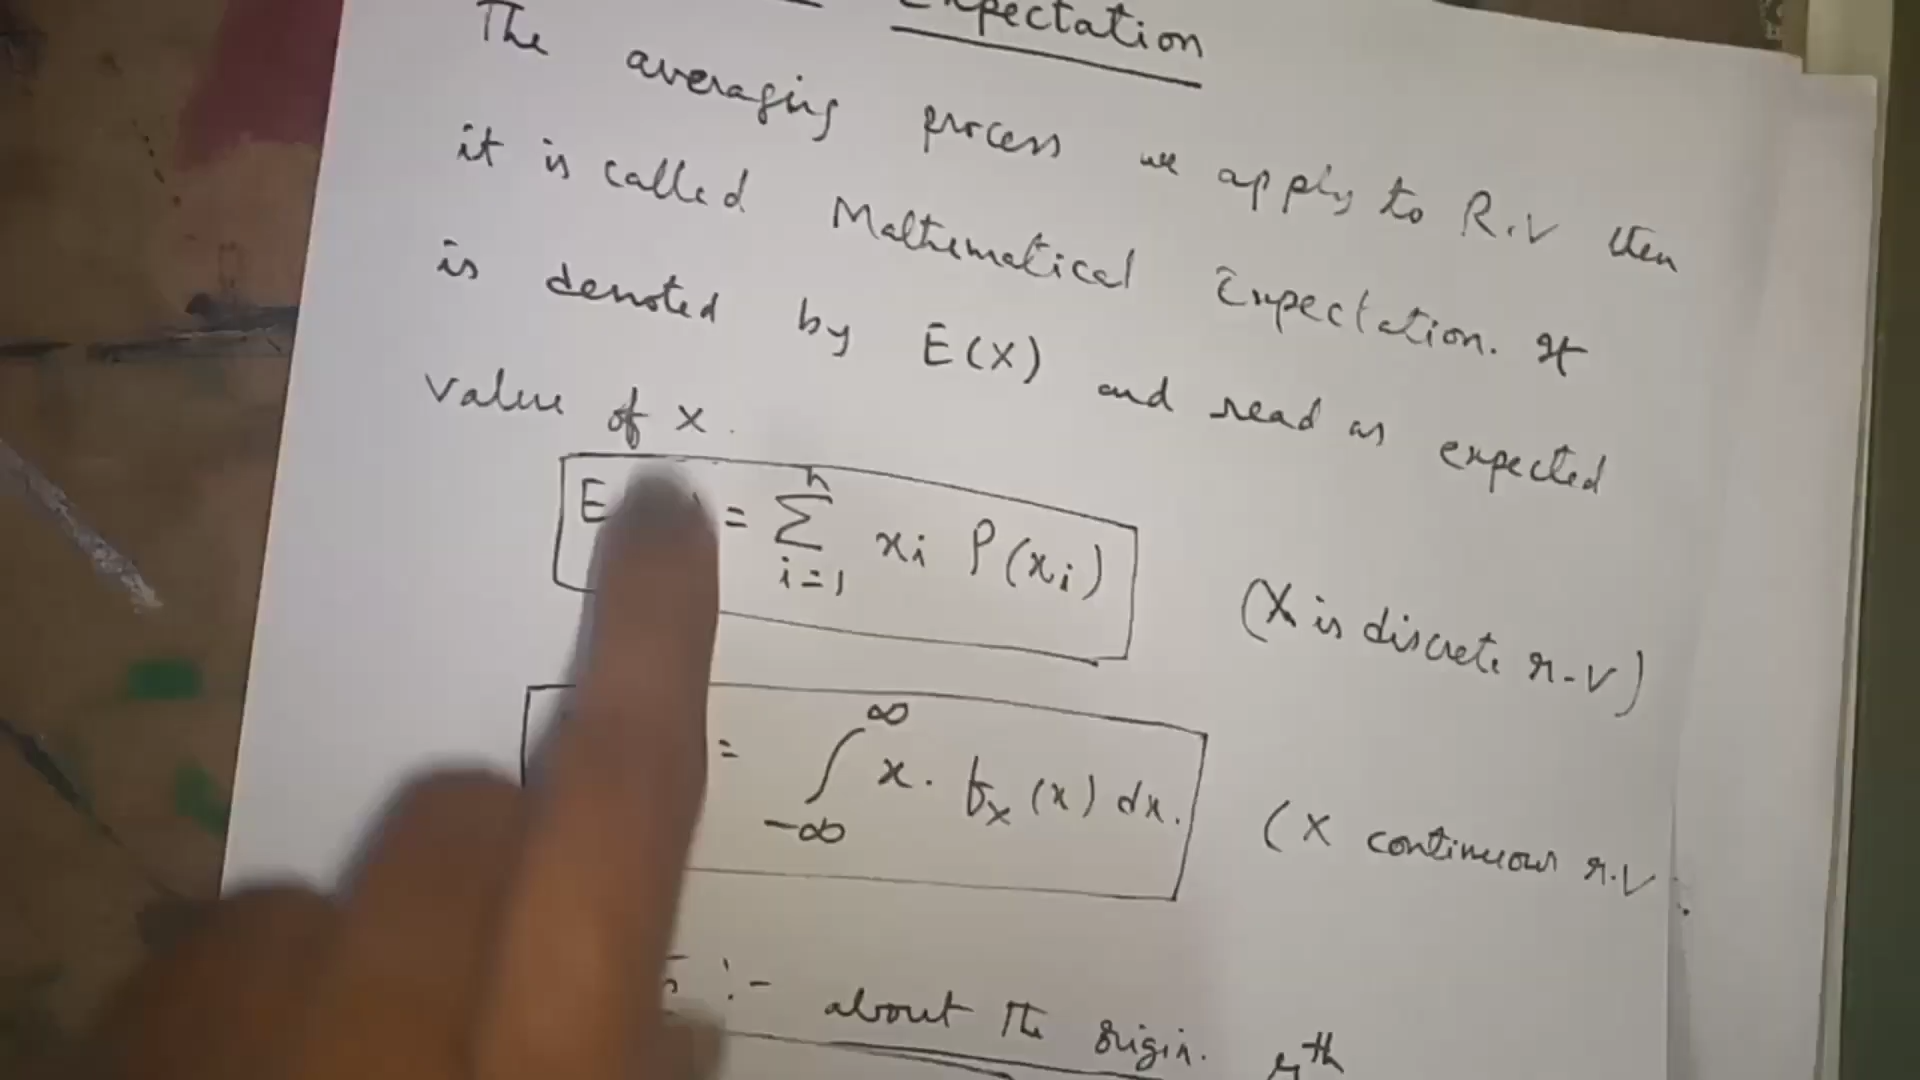 Expectation
The averaging process we apply to R.V then
it is called Mathematical Expectation. It
is denoted by E(X) and read as expected
value of X.
E = ∑ⁿᵢ₌₁ xi P(xi) (X is discrete r.v)
= ∫_{-∞}^{∞} x. f_X (x) dx. (X continuous r.v.
:- about the origin. rth